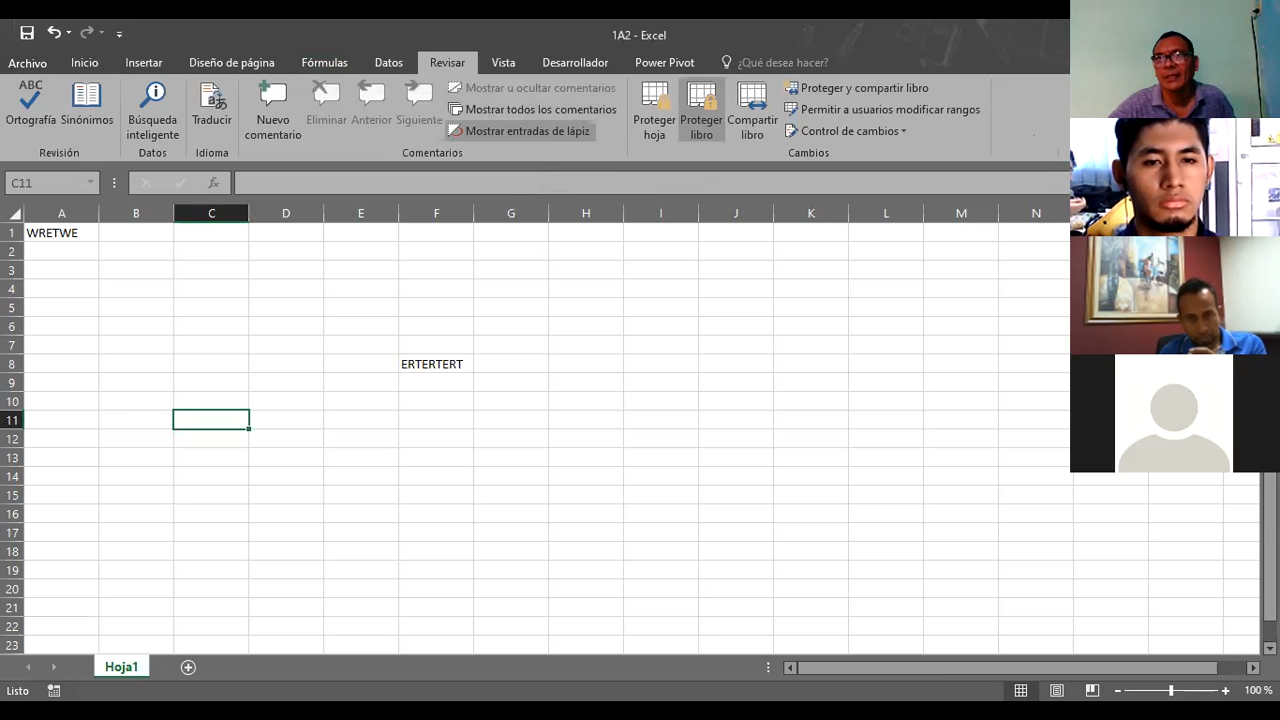 1A2 - Excel
Archivo Inicio Insertar Diseño de página Fórmulas Datos Revisar Vista Desarrollador Power Pivot ¿Qué desea hacer?
ABC
Ortografía
Sinónimos
Revisión
Búsqueda
inteligente
Datos
Traducir
Idioma
Nuevo
comentario
Eliminar
Anterior
Siguiente
Mostrar u ocultar comentarios
Mostrar todos los comentarios
Mostrar entradas de lápiz
Comentarios
Proteger
hoja
Proteger
libro
Compartir
libro
Proteger y compartir libro
Permitir a usuarios modificar rangos
Control de cambios
Cambios
C11 fx
A B C D E F G H I J K L M N
1 WRETWE
2
3
4
5
6
7
8 ERTERTERT
9
10
11
12
13
14
15
16
17
18
19
20
21
22
23
Hoja1
Listo 100 %